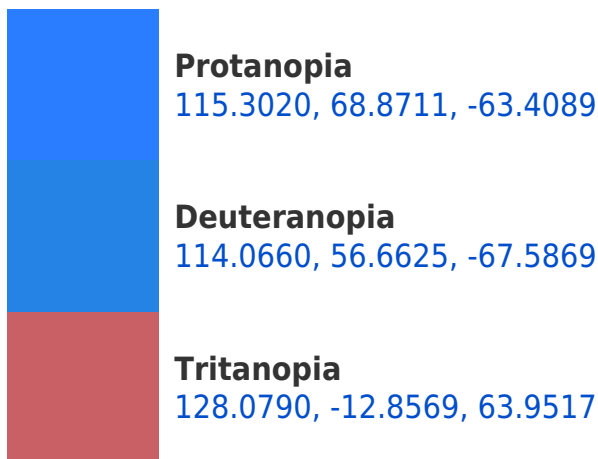 Protanopia
115.3020, 68.8711, -63.4089
Deuteranopia
114.0660, 56.6625, -67.5869
Tritanopia
128.0790, -12.8569, 63.9517